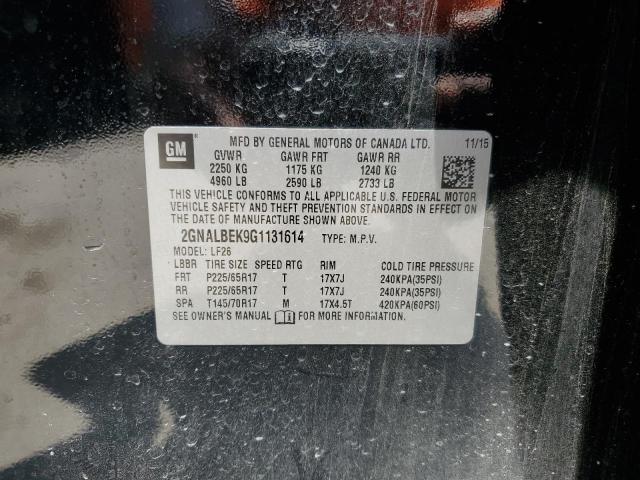 GM
MFD BY GENERAL MOTORS OF CANADA LTD. 11/15
GVWR GAWR FRT GAWR RR
2250 KG 1175 KG 1240 KG
4960 LB 2590 LB 2733 LB
THIS VEHICLE CONFORMS TO ALL APPLICABLE U.S. FEDERAL MOTOR
VEHICLE SAFETY AND THEFT PREVENTION STANDARDS IN EFFECT ON THE
DATE OF MANUFACTURE SHOWN ABOVE.
2GNALBEK9G1131614 TYPE: M.P.V.
MODEL: LF26
LBBR TIRE SIZE SPEED RTG RIM COLD TIRE PRESSURE
FRT P225/65R17 T 17X7J 240KPA(35PSI)
RR P225/65R17 T 17X7J 240KPA(35PSI)
SPA T145/70R17 M 17X4.5T 420KPA(60PSI)
SEE OWNER'S MANUAL FOR MORE INFORMATION.